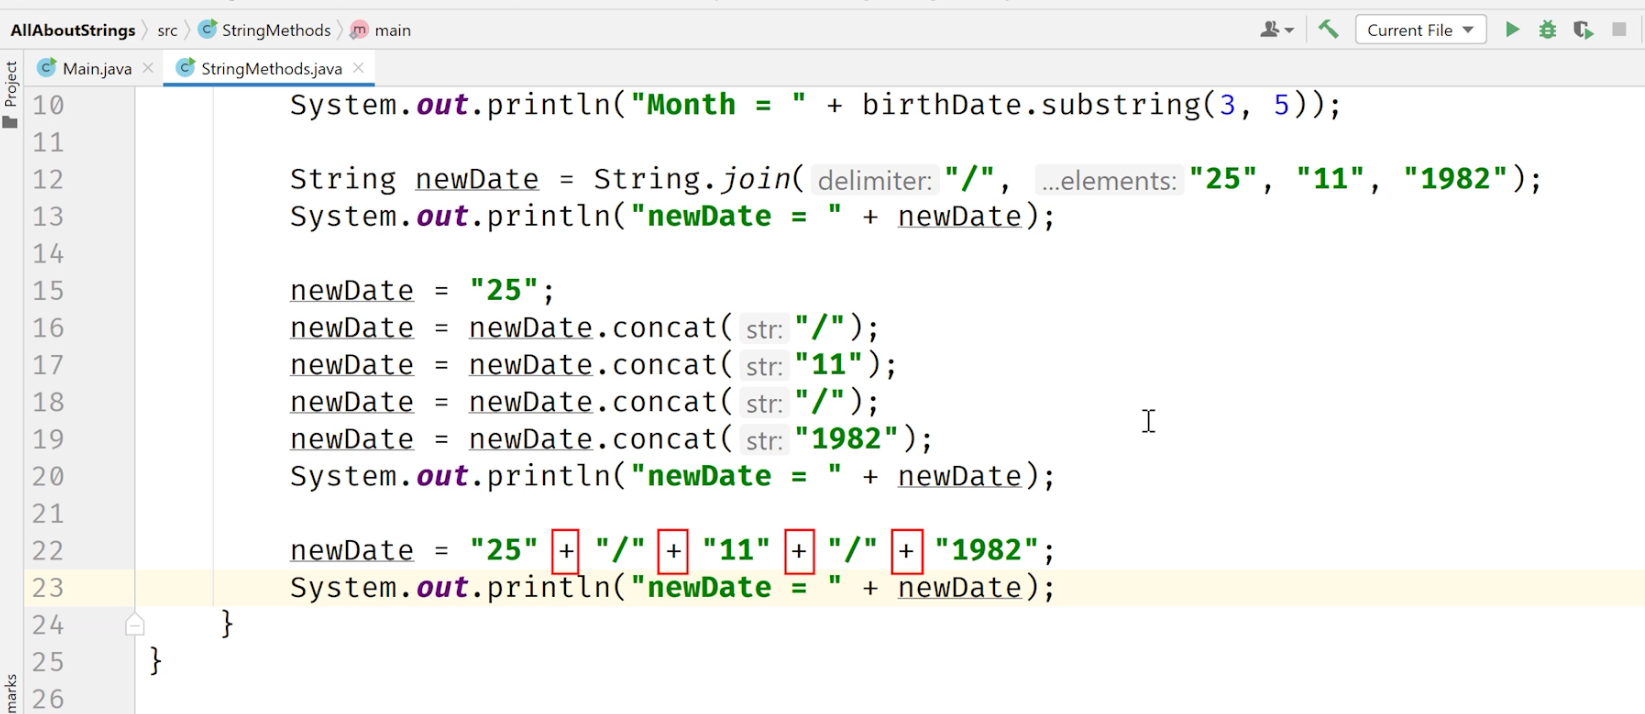 AllAboutStrings src StringMethods main Current File
Project
Main.java StringMethods.java
10 System.out.println("Month = " + birthDate.substring(3, 5));
11
12 String newDate = String.join( delimiter: "/", ...elements: "25", "11", "1982");
13 System.out.println("newDate = " + newDate);
14
15 newDate = "25";
16 newDate = newDate.concat( str: "/");
17 newDate = newDate.concat( str: "11");
18 newDate = newDate.concat( str: "/");
19 newDate = newDate.concat( str: "1982");
20 System.out.println("newDate = " + newDate);
21
22 newDate = "25" + "/" + "11" + "/" + "1982";
23 System.out.println("newDate = " + newDate);
24 }
25 }
26
marks